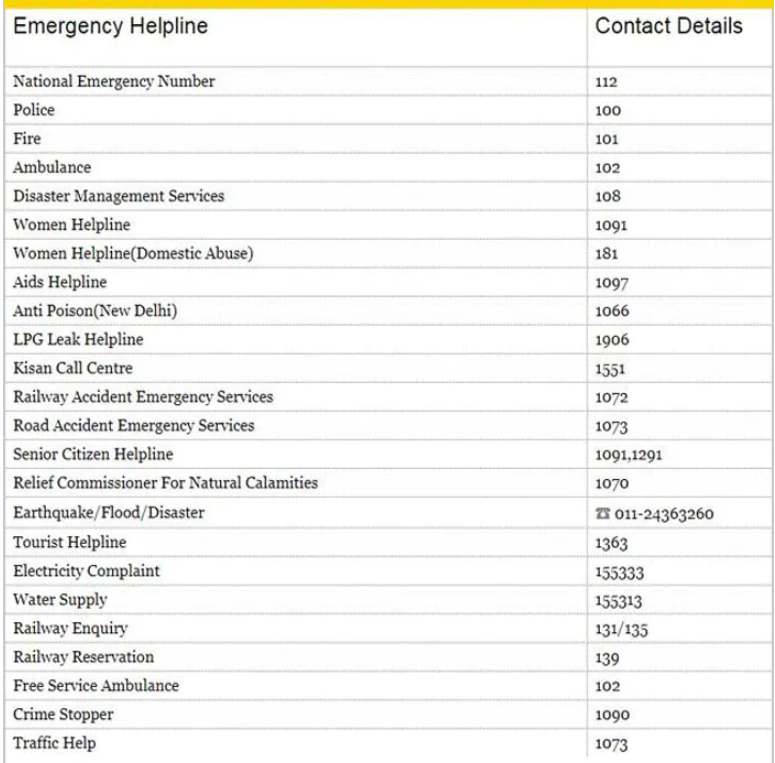 Emergency Helpline Contact Details
National Emergency Number 112
Police 100
Fire 101
Ambulance 102
Disaster Management Services 108
Women Helpline 1091
Women Helpline(Domestic Abuse) 181
Aids Helpline 1097
Anti Poison(New Delhi) 1066
LPG Leak Helpline 1906
Kisan Call Centre 1551
Railway Accident Emergency Services 1072
Road Accident Emergency Services 1073
Senior Citizen Helpline 1091,1291
Relief Commissioner For Natural Calamities 1070
Earthquake/Flood/Disaster ☎ 011-24363260
Tourist Helpline 1363
Electricity Complaint 155333
Water Supply 155313
Railway Enquiry 131/135
Railway Reservation 139
Free Service Ambulance 102
Crime Stopper 1090
Traffic Help 1073